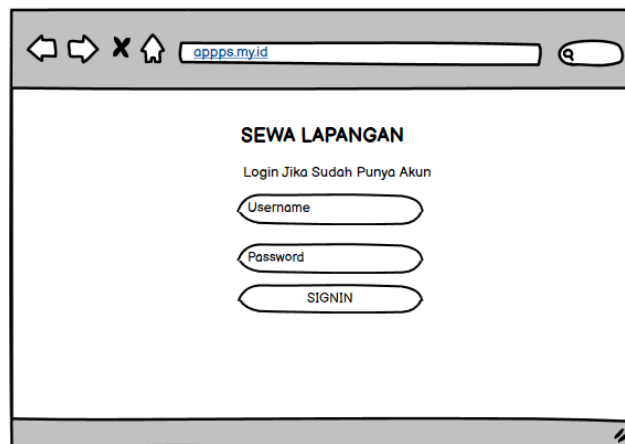 appps.my.id
SEWA LAPANGAN
Login Jika Sudah Punya Akun
Username
Password
SIGNIN